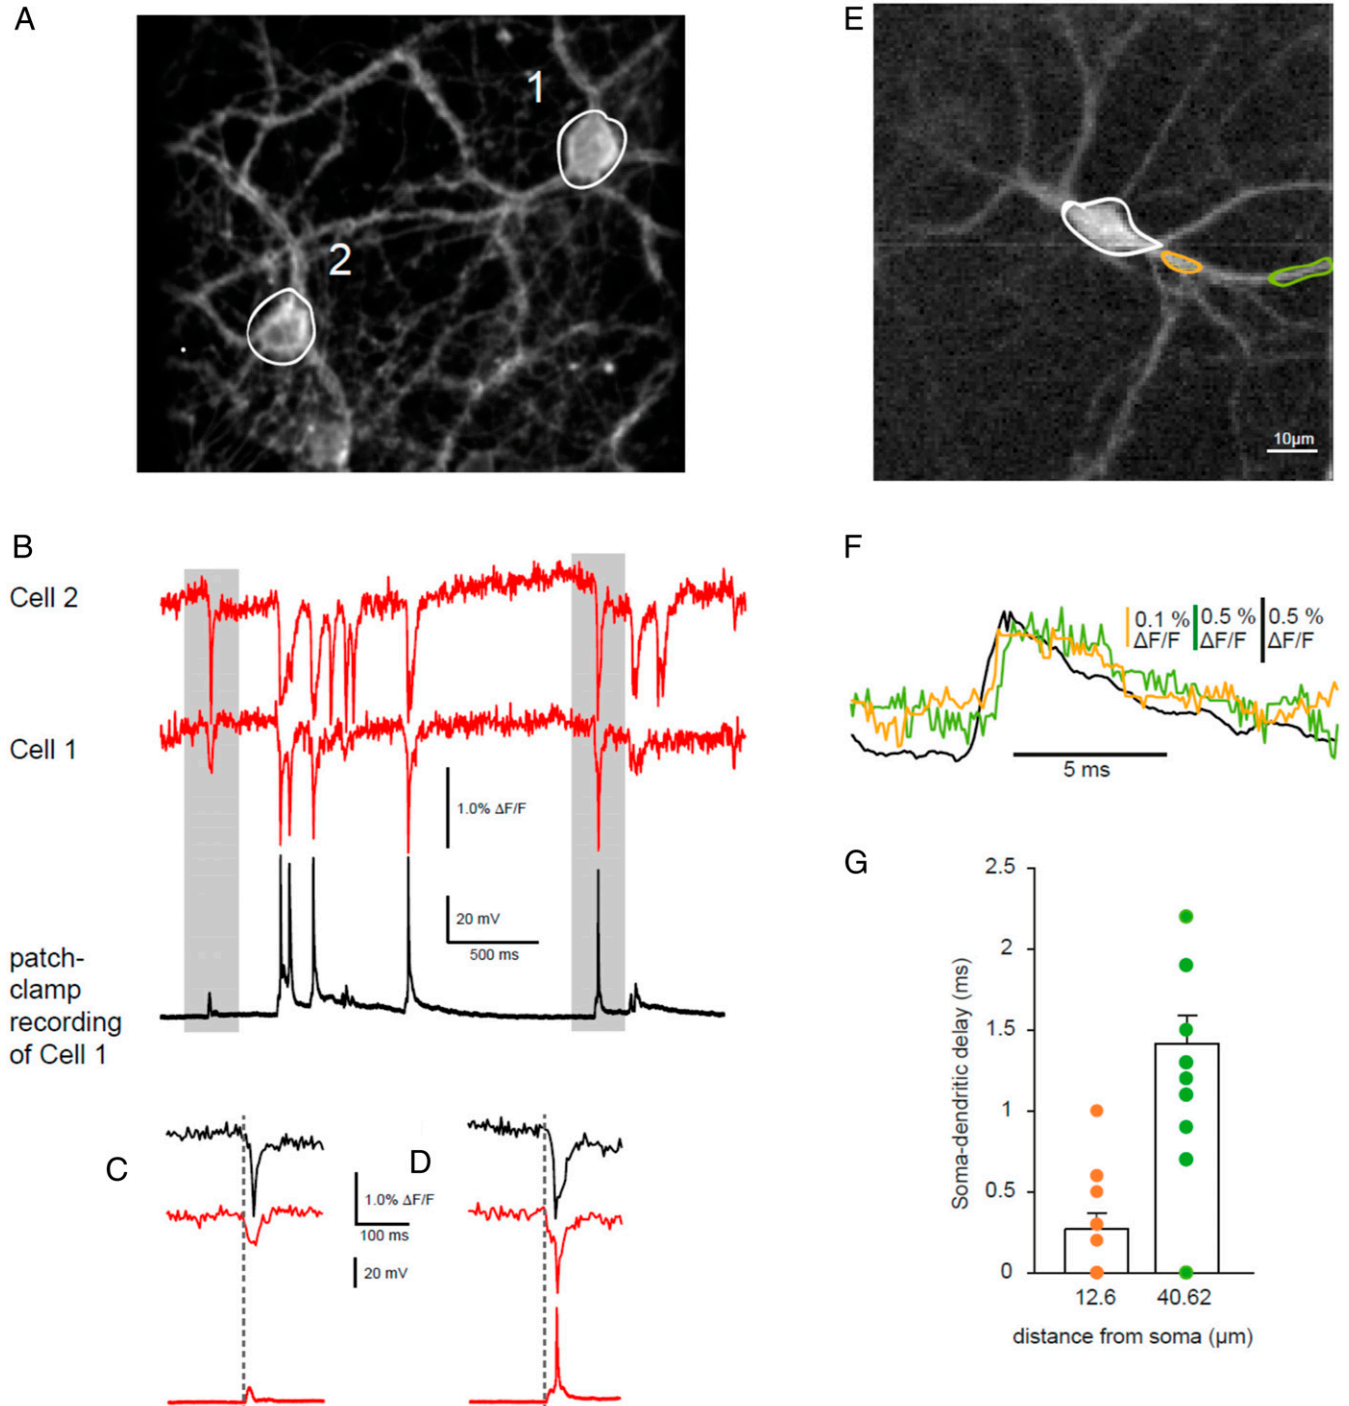 A
1
2
E
10µm
B
Cell 2
Cell 1
1.0% ΔF/F
20 mV
500 ms
patch-
clamp
recording
of Cell 1
C
D
1.0% ΔF/F
100 ms
20 mV
F
0.1 %
ΔF/F
0.5 %
ΔF/F
0.5 %
ΔF/F
5 ms
G
Soma-dendritic delay (ms)
2.5
2
1.5
1
0.5
0
12.6
40.62
distance from soma (µm)